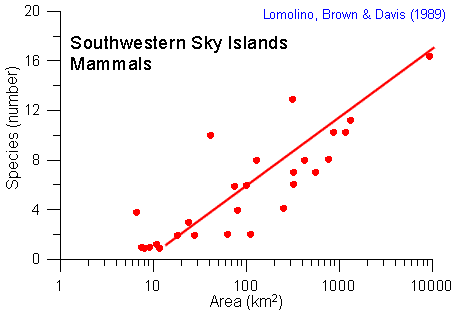 Lomolino, Brown & Davis (1989)
Southwestern Sky Islands
Mammals
Species (number)
20
16
12
8
4
0
1
10
100
1000
10000
Area (km²)